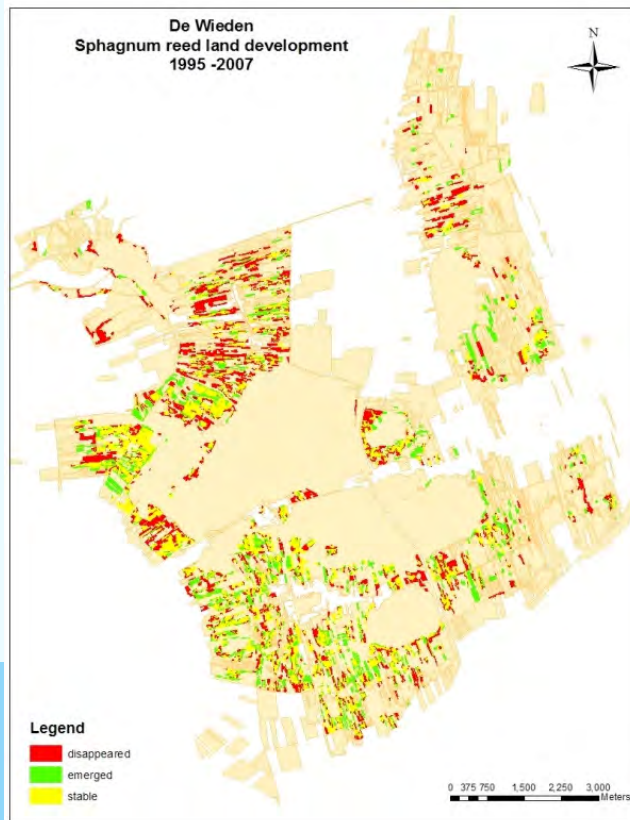 De Wieden
Sphagnum reed land development
1995 -2007
N
Legend
disappeared
emerged
stable
0 375 750 1,500 2,250 3,000
Meters